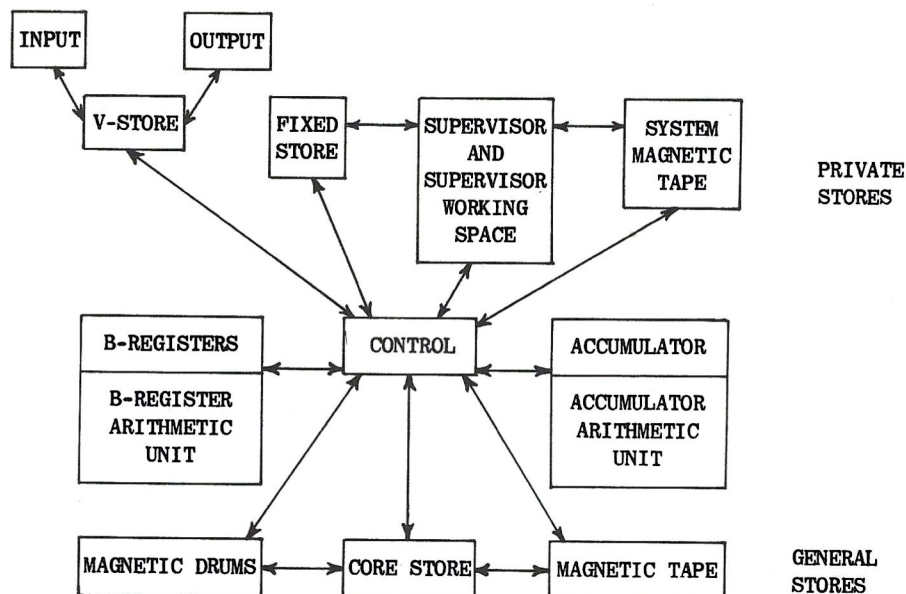 INPUT
OUTPUT
V-STORE
FIXED
STORE
SUPERVISOR
AND
SUPERVISOR
WORKING
SPACE
SYSTEM
MAGNETIC
TAPE
PRIVATE
STORES
B-REGISTERS
B-REGISTER
ARITHMETIC
UNIT
CONTROL
ACCUMULATOR
ACCUMULATOR
ARITHMETIC
UNIT
MAGNETIC DRUMS
CORE STORE
MAGNETIC TAPE
GENERAL
STORES